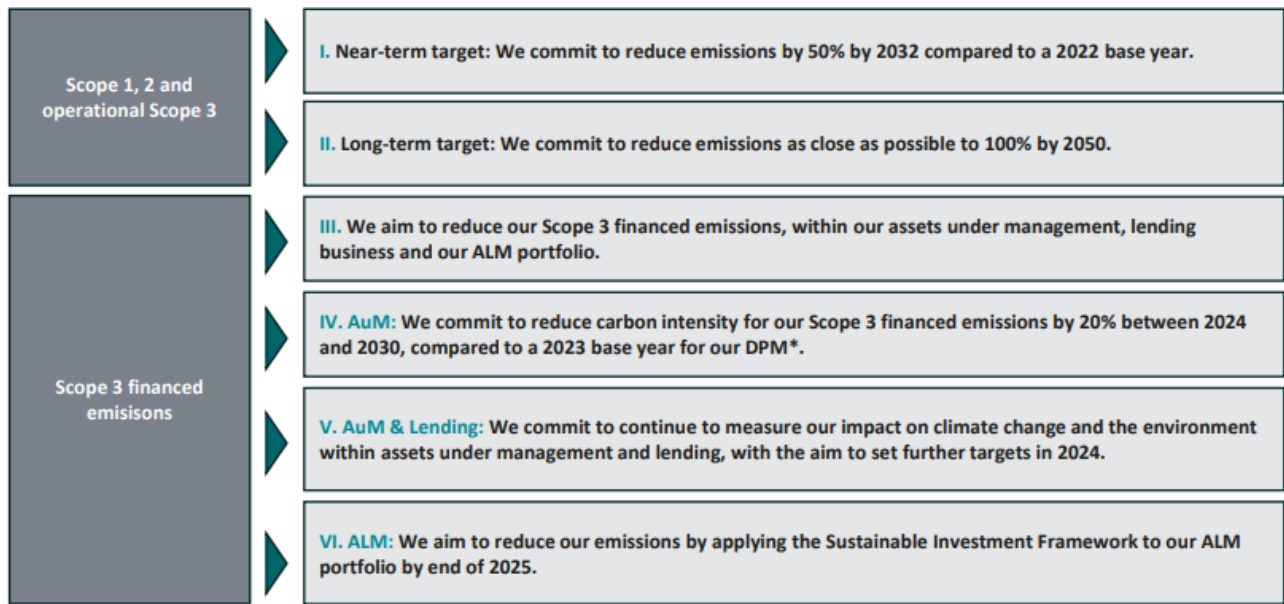 Scope 1, 2 and
operational Scope 3
I. Near-term target: We commit to reduce emissions by 50% by 2032 compared to a 2022 base year.
II. Long-term target: We commit to reduce emissions as close as possible to 100% by 2050.
Scope 3 financed
emisisons
III. We aim to reduce our Scope 3 financed emissions, within our assets under management, lending
business and our ALM portfolio.
IV. AuM: We commit to reduce carbon intensity for our Scope 3 financed emissions by 20% between 2024
and 2030, compared to a 2023 base year for our DPM*.
V. AuM & Lending: We commit to continue to measure our impact on climate change and the environment
within assets under management and lending, with the aim to set further targets in 2024.
VI. ALM: We aim to reduce our emissions by applying the Sustainable Investment Framework to our ALM
portfolio by end of 2025.